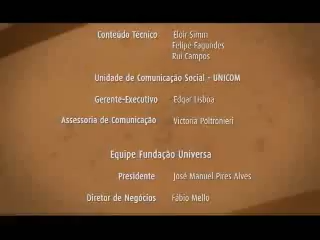 Conteúdo Técnico Eloir Simm
Felipe Fagundes
Rui Campos
Unidade de Comunicação Social - UNICOM
Gerente-Executivo Edgar Lisboa
Assessoria de Comunicação Victoria Poltronieri
Equipe Fundação Universa
Presidente José Manuel Pires Alves
Diretor de Negócios Fábio Mello